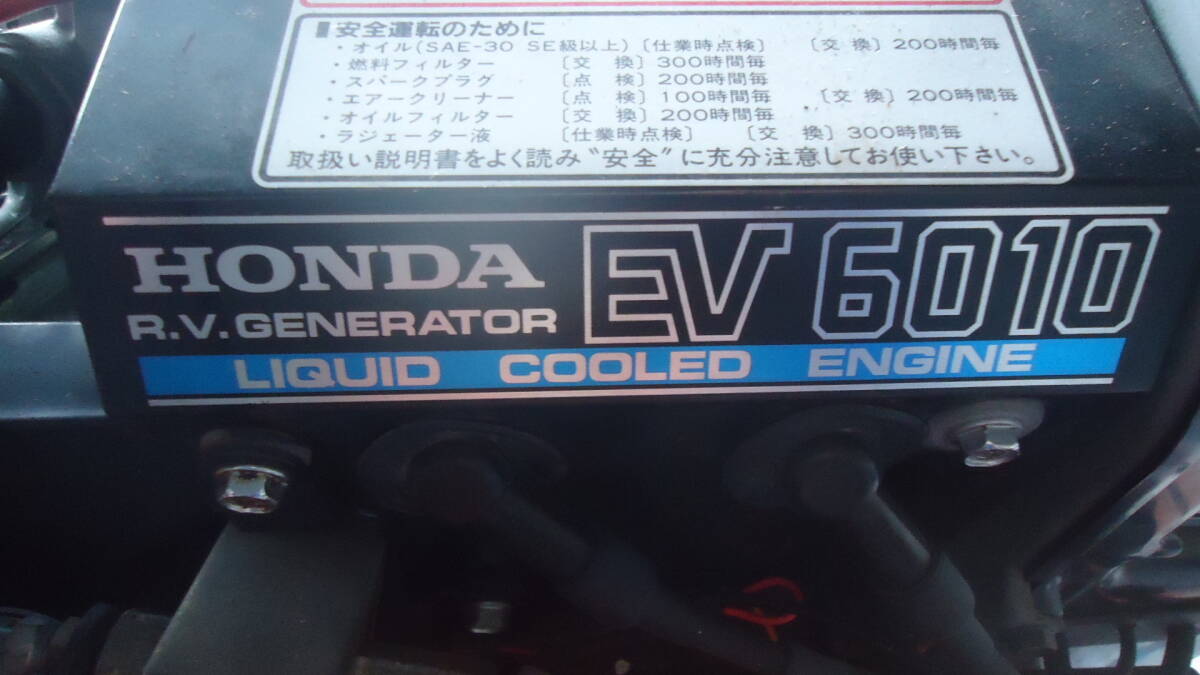 ■安全運転のために
・オイル(SAE-30 SE級以上)〔仕業時点検〕 〔交換〕200時間毎
・燃料フィルター 〔交換〕300時間毎
・スパークプラグ 〔点検〕200時間毎
・エアークリーナー 〔点検〕100時間毎 〔交換〕200時間毎
・オイルフィルター 〔交換〕200時間毎
・ラジェーター液 〔仕業時点検〕 〔交換〕300時間毎
取扱い説明書をよく読み"安全"に充分注意してお使い下さい。
HONDA EV 6010
R.V. GENERATOR
LIQUID COOLED ENGINE